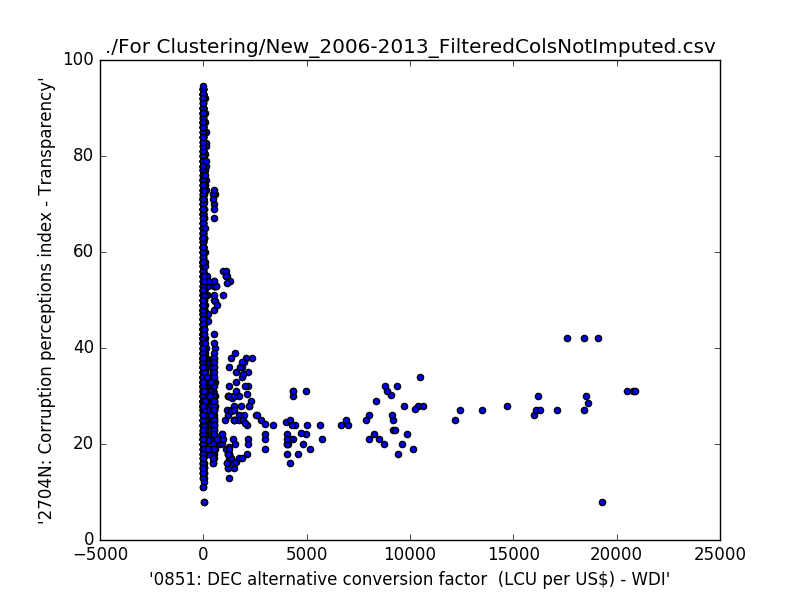 ./For Clustering/New_2006-2013_FilteredColsNotImputed.csv
100
80
60
40
20
0
'2704N: Corruption perceptions index - Transparency'
−5000 0 5000 10000 15000 20000 25000
'0851: DEC alternative conversion factor  (LCU per US$) - WDI'